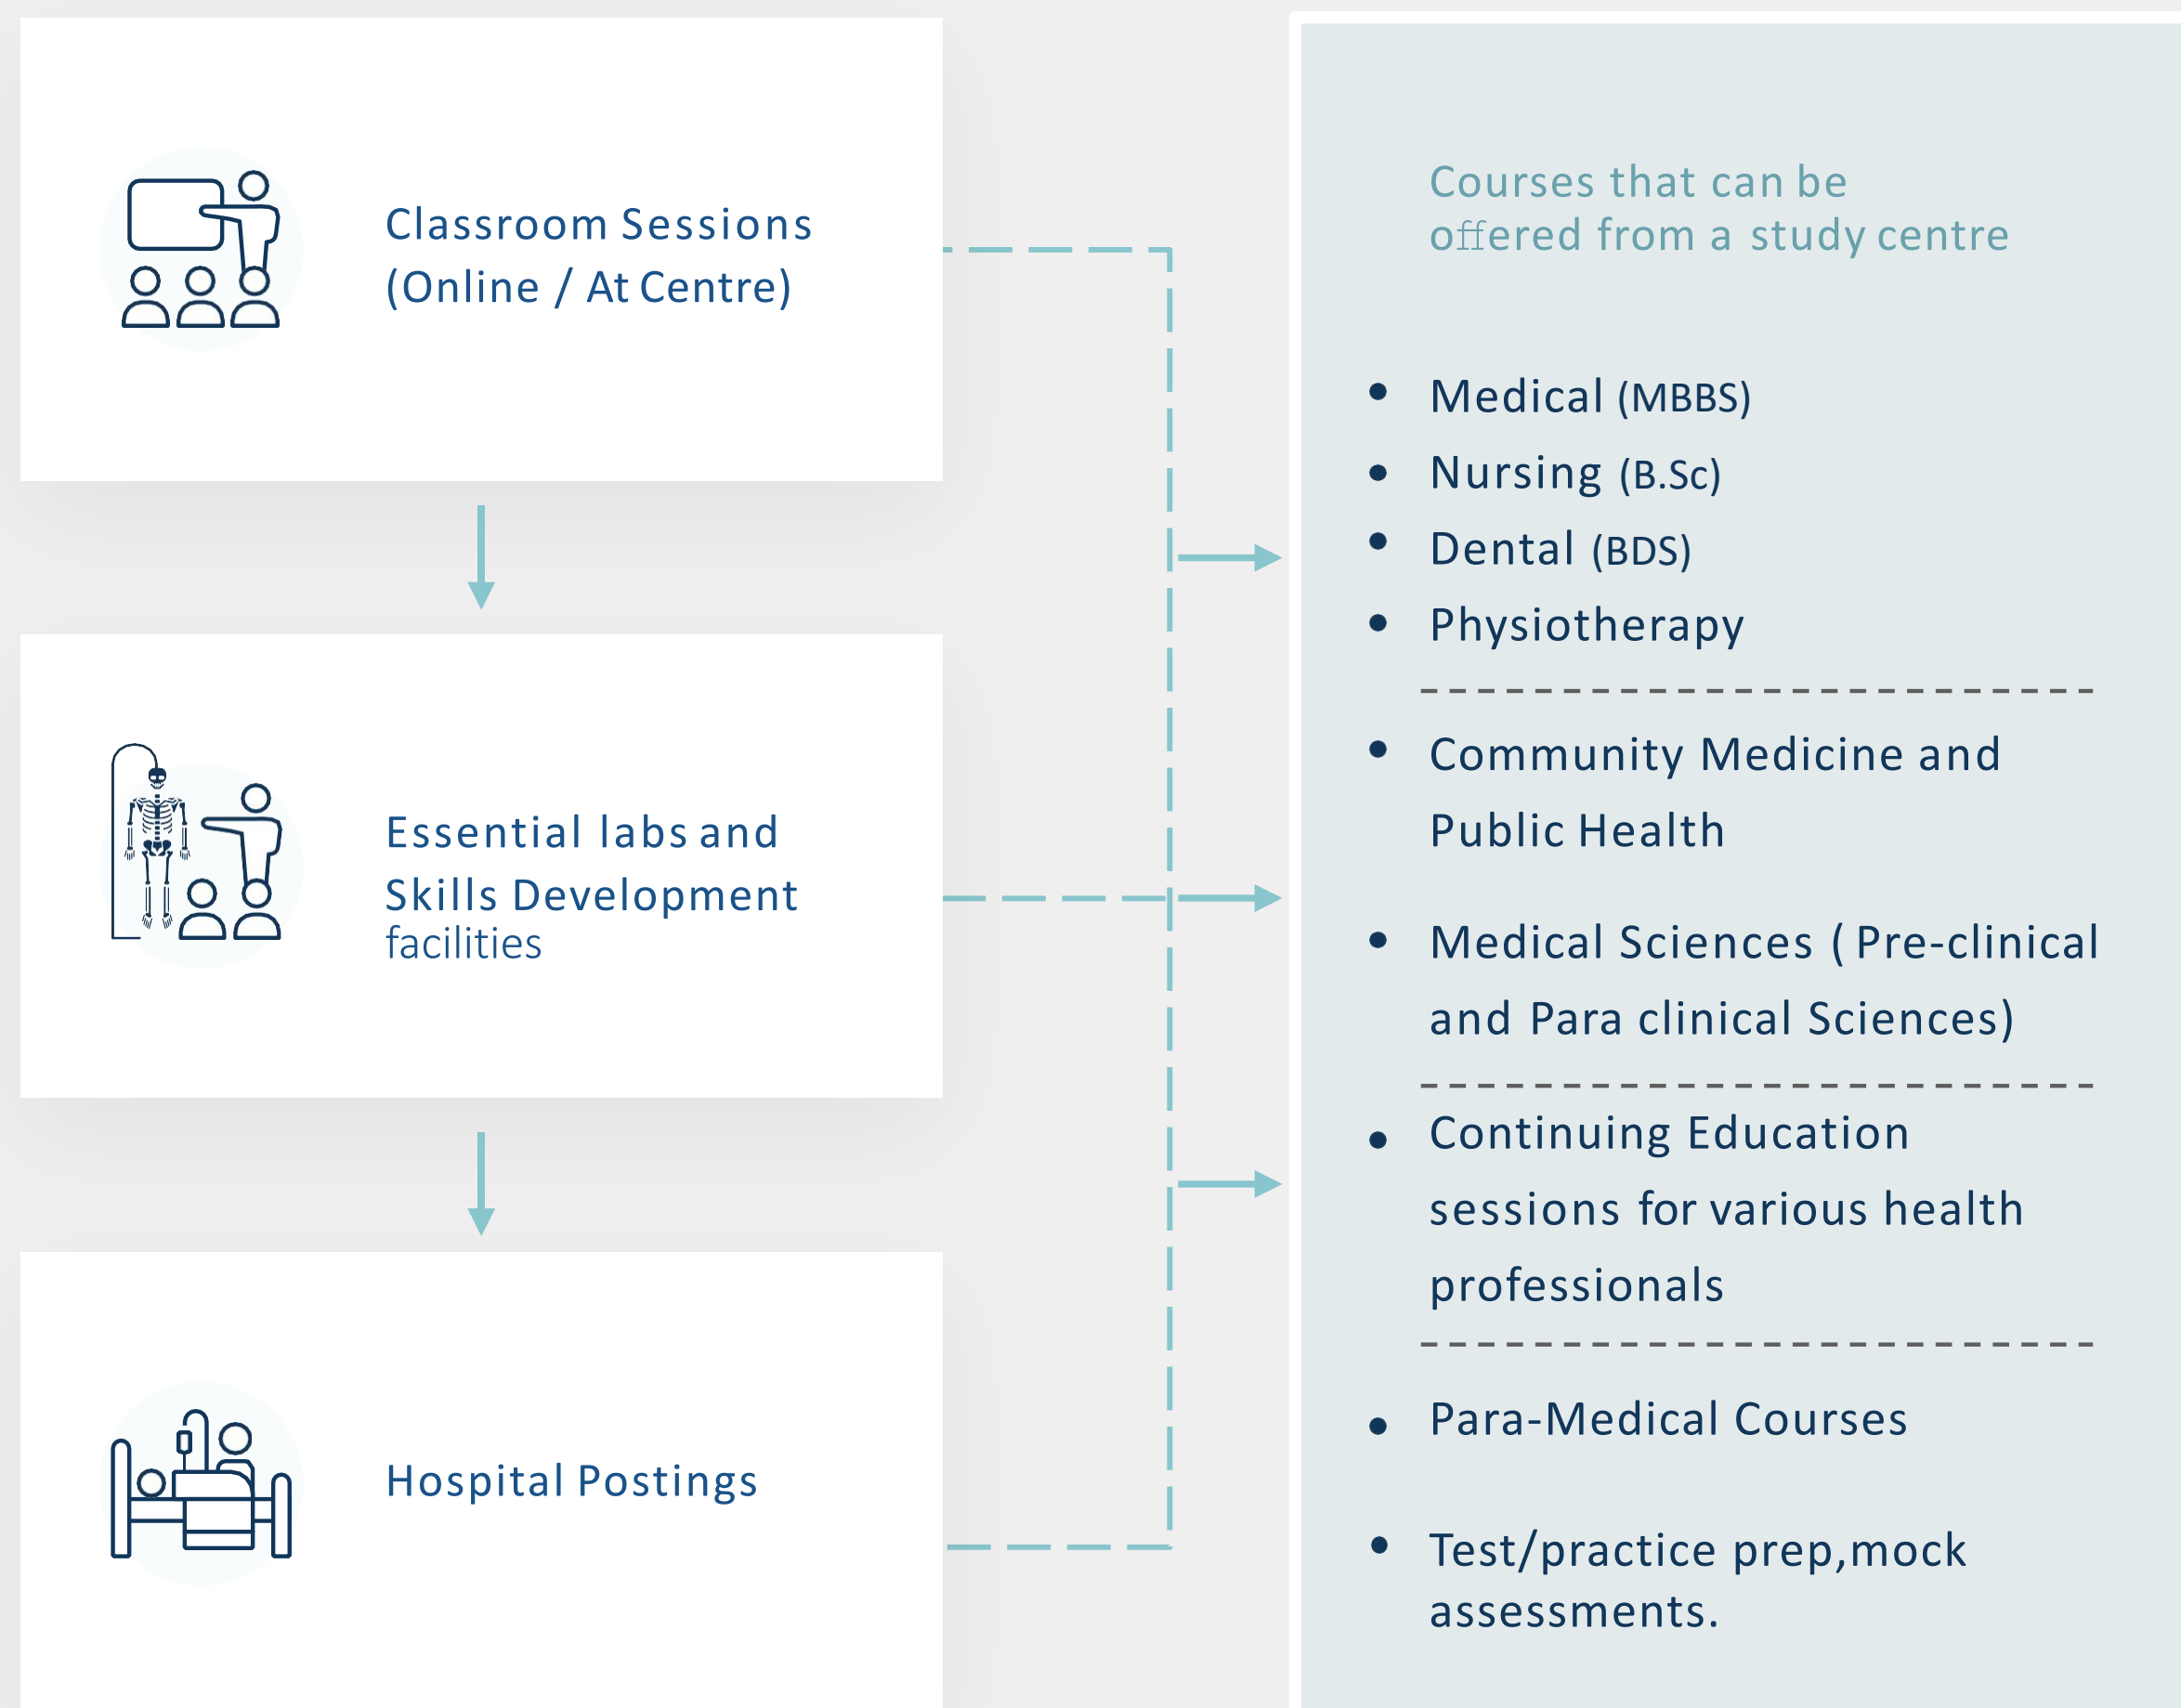 Classroom Sessions
(Online / At Centre)
Essential labs and
Skills Development
facilities
Hospital Postings
Courses that can be
offered from a study centre
• Medical (MBBS)
• Nursing (B.Sc)
• Dental (BDS)
• Physiotherapy
• Community Medicine and
Public Health
• Medical Sciences ( Pre-clinical
and Para clinical Sciences)
• Continuing Education
sessions for various health
professionals
• Para-Medical Courses
• Test/practice prep,mock
assessments.